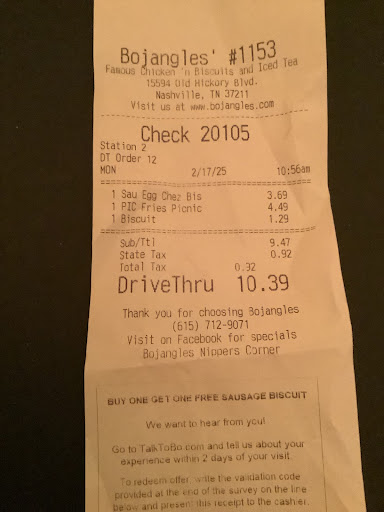 Bojangles' #1153
Famous Chicken 'n Biscuits and Iced Tea
15594 Old Hickory Blvd.
Nashville, TN 37211
Visit us at www.bojangles.com
Check 20105
Station 2
DT Order 12
MON 2/17/25 10:56am
1 Sau Egg Chez Bis 3.69
1 PIC Fries Picnic 4.49
1 Biscuit 1.29
Sub/Ttl 9.47
State Tax 0.92
Total Tax 0.92
DriveThru 10.39
Thank you for choosing Bojangles
(615) 712-9071
Visit on Facebook for specials
Bojangles Nippers Corner
BUY ONE GET ONE FREE SAUSAGE BISCUIT
We want to hear from you!
Go to TalkToBo.com and tell us about your
experience within 2 days of your visit
To redeem offer, write the validation code
provided at the end of the survey on the line
below and present this receipt to the cashier.